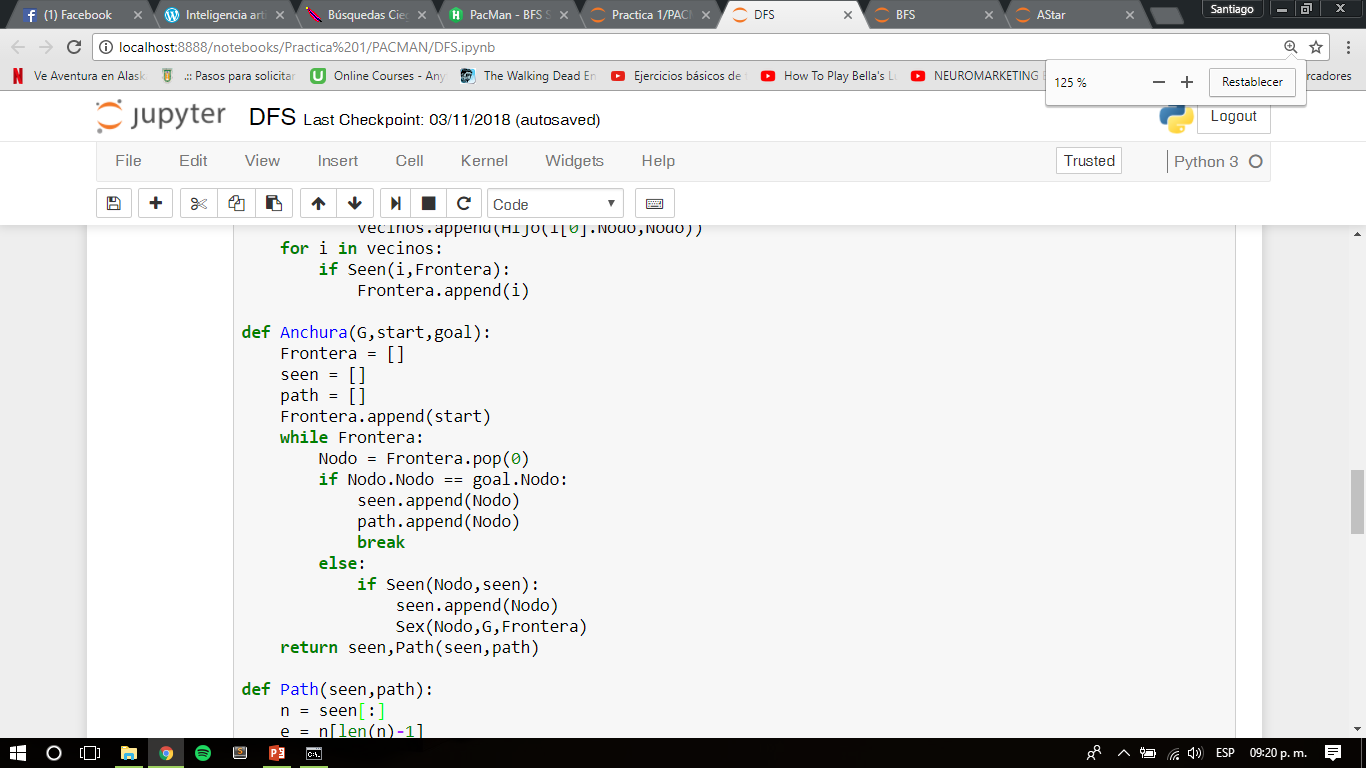 (1) Facebook
Inteligencia art
Búsquedas Cieg
PacMan - BFS S
Practica 1/PAC
DFS
BFS
AStar
Santiago
localhost:8888/notebooks/Practica%201/PACMAN/DFS.ipynb
Ve Aventura en Alask
.:: Pasos para solicitar
Online Courses - Any
The Walking Dead En
Ejercicios básicos de
How To Play Bella's L
NEUROMARKETING
rcadores
125 %
Restablecer
jupyter
DFS Last Checkpoint: 03/11/2018 (autosaved)
Logout
File Edit View Insert Cell Kernel Widgets Help
Trusted
Python 3
Code
vecinos.append(Hijo(i[0].Nodo,Nodo))
for i in vecinos:
if Seen(i,Frontera):
Frontera.append(i)
def Anchura(G,start,goal):
Frontera = []
seen = []
path = []
Frontera.append(start)
while Frontera:
Nodo = Frontera.pop(0)
if Nodo.Nodo == goal.Nodo:
seen.append(Nodo)
path.append(Nodo)
break
else:
if Seen(Nodo,seen):
seen.append(Nodo)
Sex(Nodo,G,Frontera)
return seen,Path(seen,path)
def Path(seen,path):
n = seen[:]
e = n[len(n)-1]
ESP
09:20 p. m.